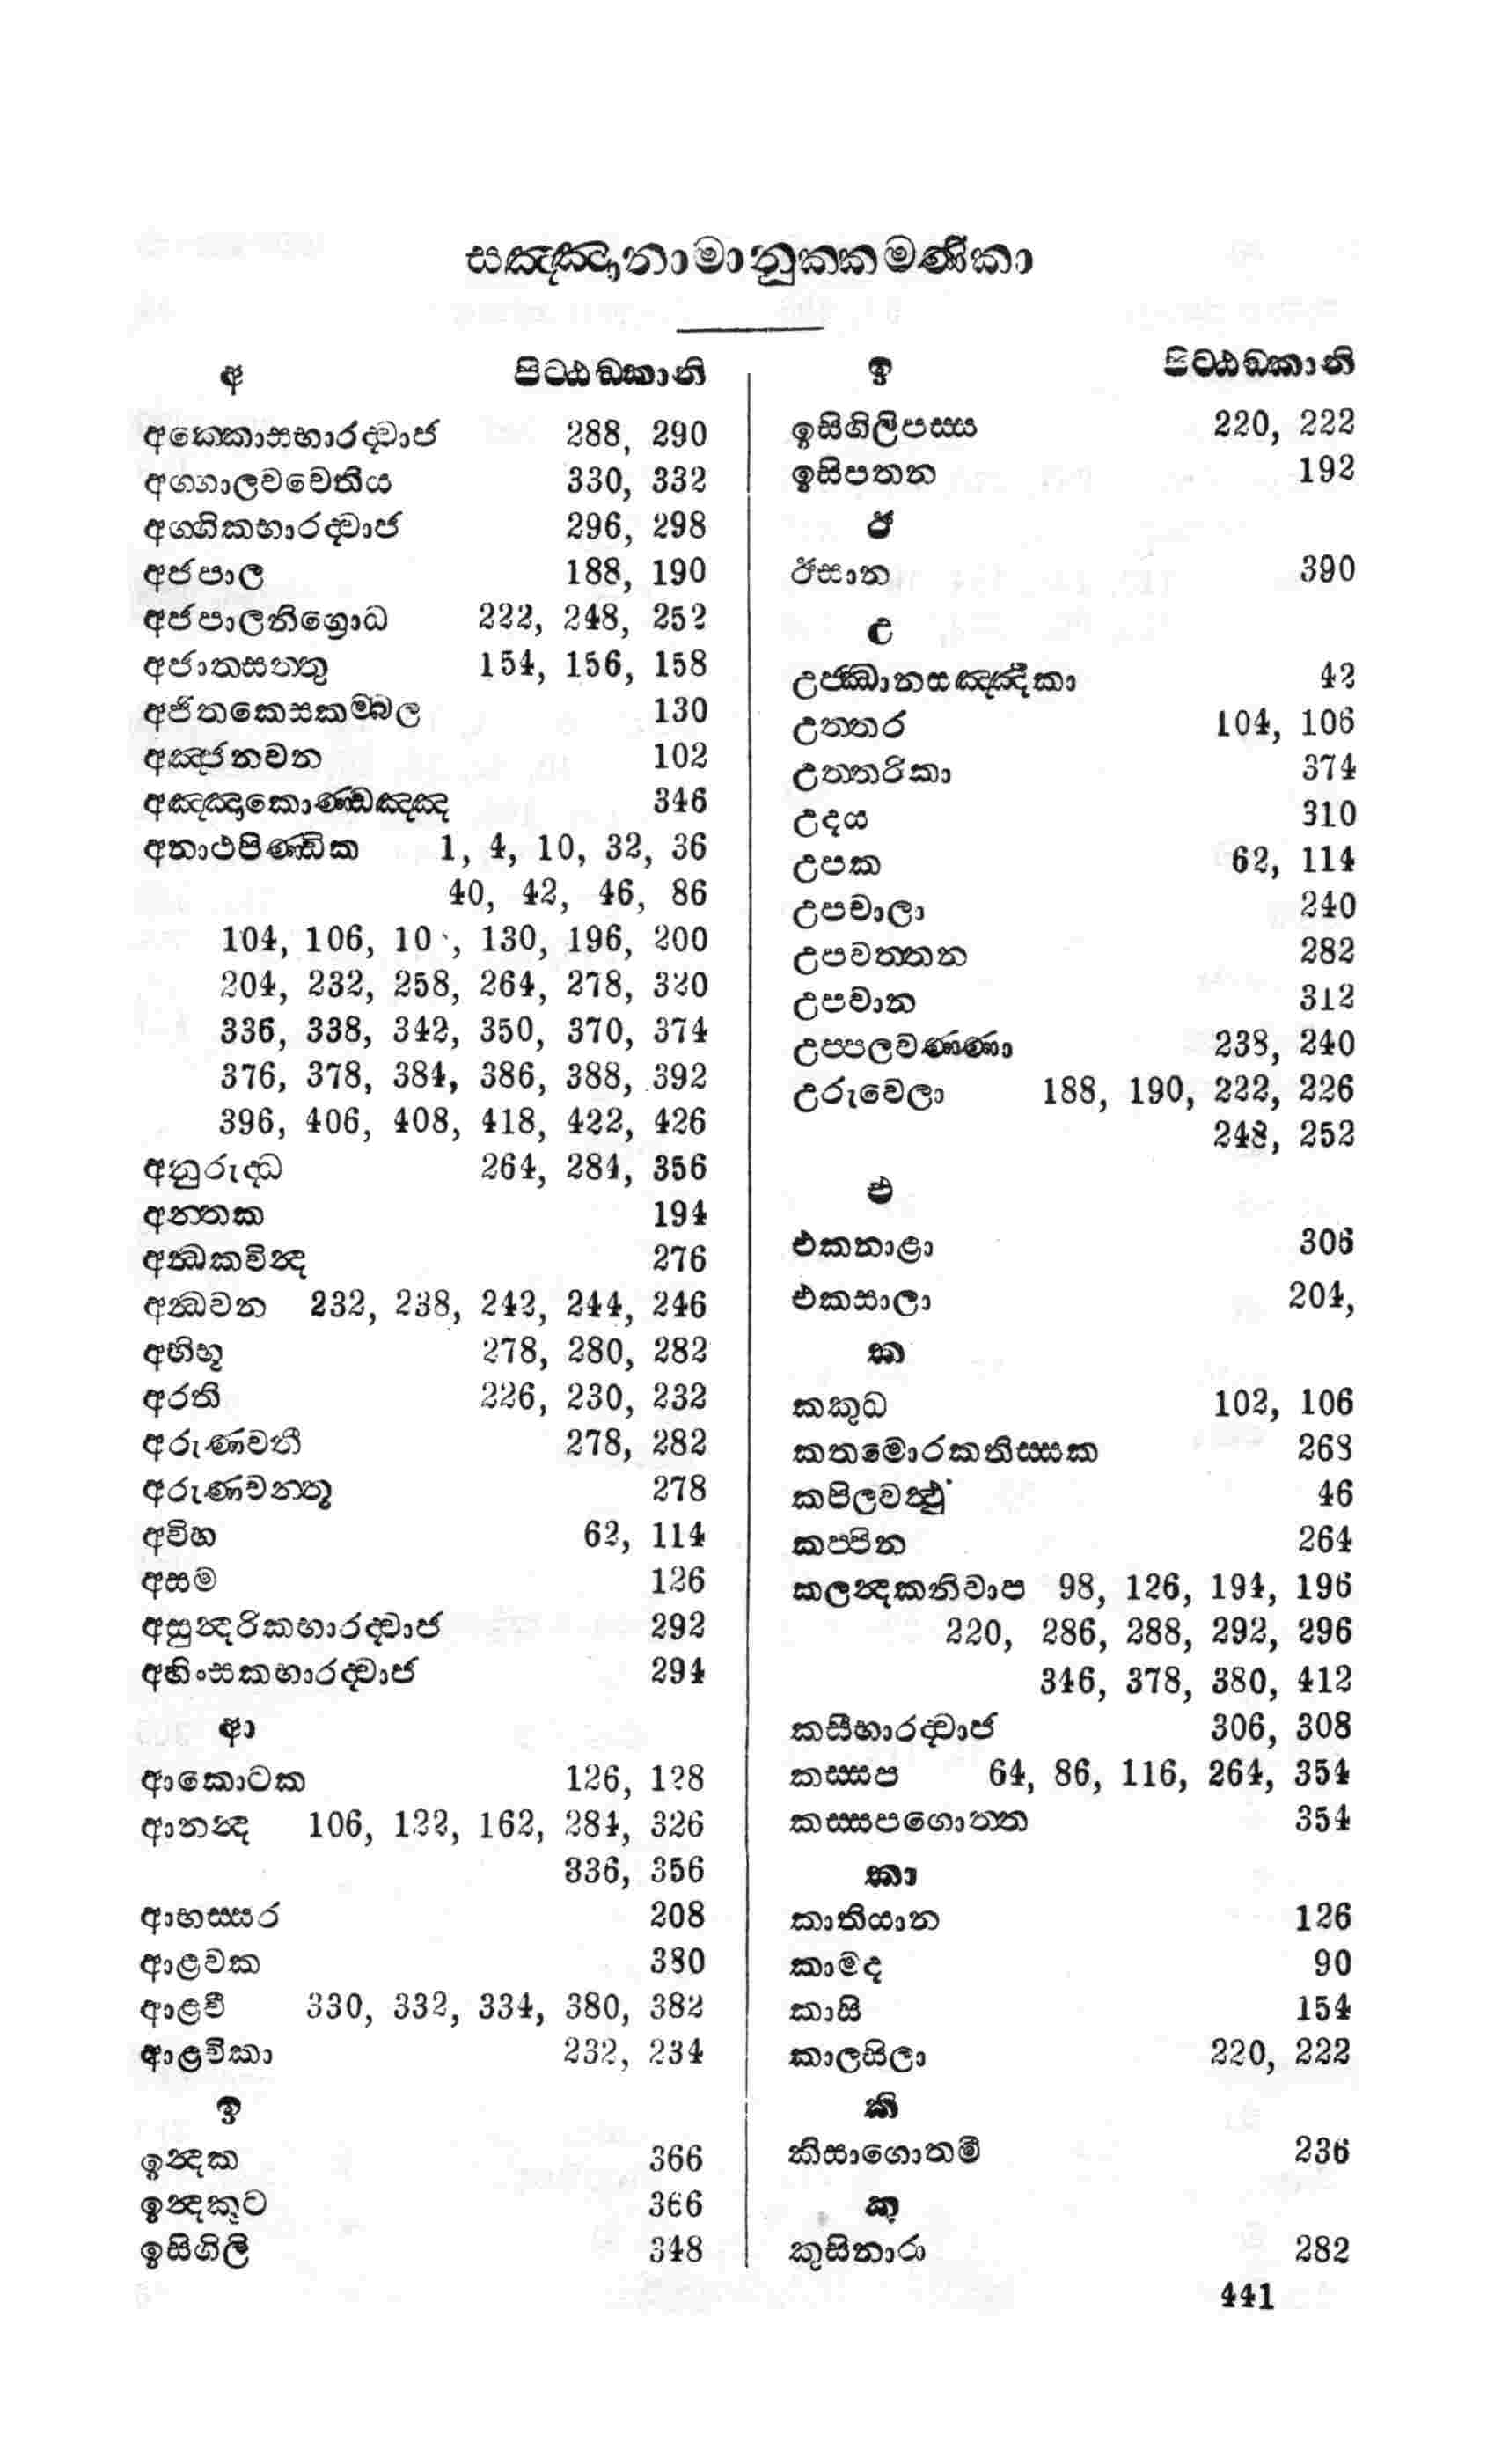 සඤ්ඤානාමානුක්කමණිකා
අ පිට්ඨඞ්කානි
අක්කොසභාරද්වාජ 288, 290
අග්ගාලවචෙතිය 330, 332
අග්ගිකභාරද්වාජ 296, 298
අජපාල 188, 190
අජපාලනිග්‍රොධ 222, 248, 252
අජාතසත්තු 154, 156, 158
අජිතකෙසකම්බල 130
අඤ්ජනවන 102
අඤ්ඤාකොණ්ඩඤ්ඤ 346
අනාථපිණ්ඩික 1, 4, 10, 32, 36
40, 42, 46, 86
104, 106, 10 , 130, 196, 200
204, 232, 258, 264, 278, 320
336, 338, 342, 350, 370, 374
376, 378, 384, 386, 388, 392
396, 406, 408, 418, 422, 426
අනුරුද්ධ 264, 284, 356
අන්තක 194
අන්ධකවින්ද 276
අන්ධවන 232, 238, 242, 244, 246
අභිභූ 278, 280, 282
අරති 226, 230, 232
අරුණවතී 278, 282
අරුණවන්තු 278
අවිහ 62, 114
අසම 126
අසුන්දරිකභාරද්වාජ 292
අහිංසකභාරද්වාජ 294
ආ
ආකොටක 126, 128
ආනන්ද 106, 122, 162, 284, 326
336, 356
ආභස්සර 208
ආළවක 380
ආළවී 330, 332, 334, 380, 382
ආළවිකා 232, 234
ඉ
ඉන්දක 366
ඉන්දකූට 366
ඉසිගිලි 348
ඉ පිට්ඨඞ්කානි
ඉසිගිලිපස්ස 220, 222
ඉසිපතන 192
ඊ
ඊසාන 390
උ
උජ්ඣානසඤ්ඤිකා 42
උත්තර 104, 106
උත්තරිකා 374
උදය 310
උපක 62, 114
උපචාලා 240
උපවත්තන 282
උපවාන 312
උප්පලවණ්ණා 238, 240
උරුවෙලා 188, 190, 222, 226
248, 252
එ
එකනාළා 306
එකසාලා 204,
ක
කකුධ 102, 106
කතමොරකතිස්සක 268
කපිලවත්ථු 46
කප්පින 264
කලන්දකනිවාප 98, 126, 194, 196
220, 286, 288, 292, 296
346, 378, 380, 412
කසීභාරද්වාජ 306, 308
කස්සප 64, 86, 116, 264, 354
කස්සපගොත්ත 354
කා
කාතියාන 126
කාමද 90
කාසි 154
කාලසිලා 220, 222
කි
කිසාගොතමී 236
කු
කුසිනාරා 282
441